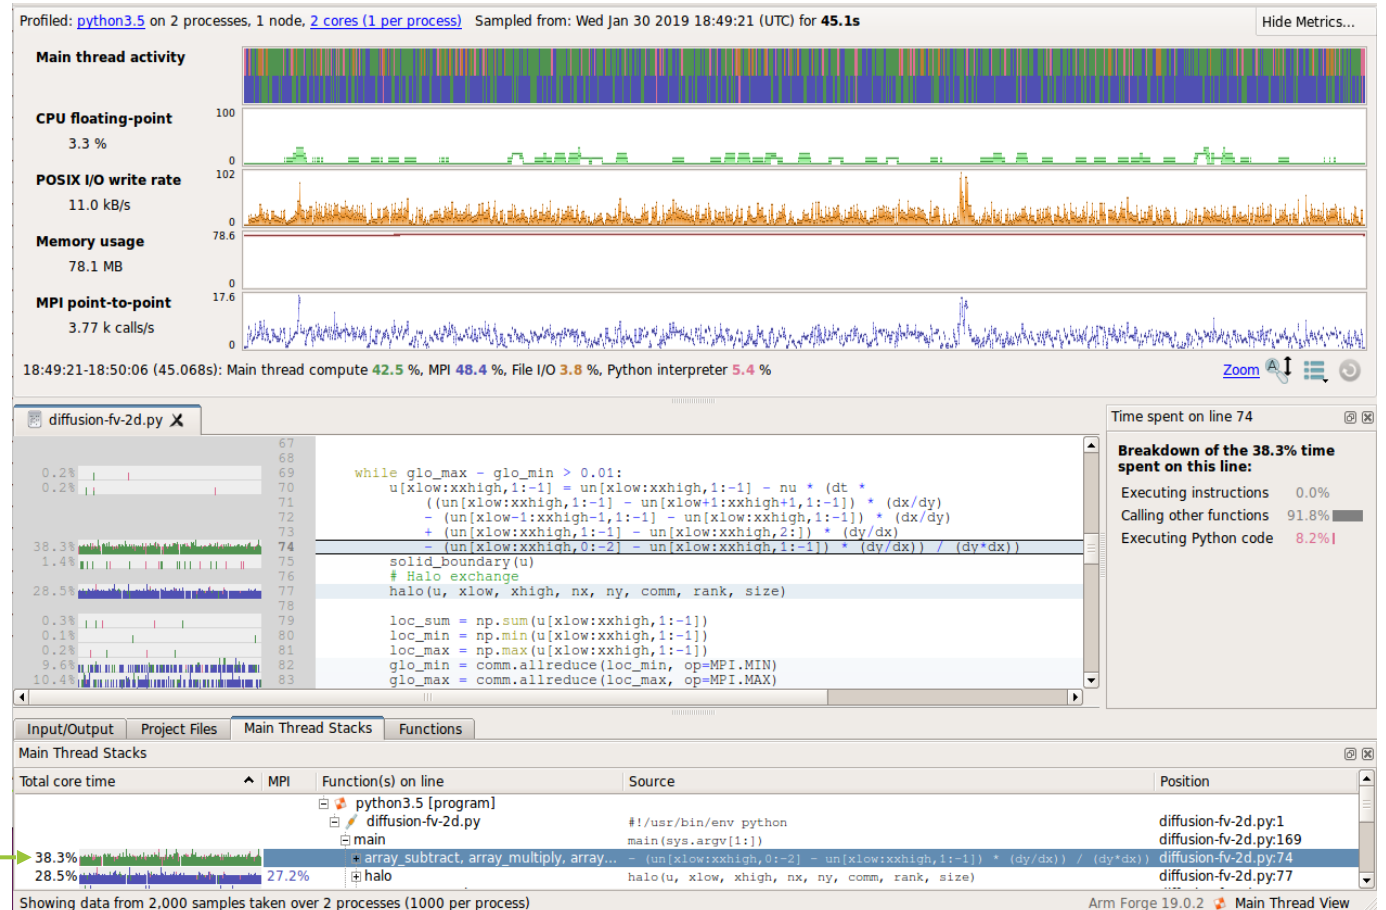 Profiled: python3.5 on 2 processes, 1 node, 2 cores (1 per process) Sampled from: Wed Jan 30 2019 18:49:21 (UTC) for 45.1s Hide Metrics...
Main thread activity
CPU floating-point 100
3.3 %
0
POSIX I/O write rate 102
11.0 kB/s
0
Memory usage 78.6
78.1 MB
0
MPI point-to-point 17.6
3.77 k calls/s
0
18:49:21-18:50:06 (45.068s): Main thread compute 42.5 %, MPI 48.4 %, File I/O 3.8 %, Python interpreter 5.4 % Zoom
diffusion-fv-2d.py
67
68
0.2% 69 while glo_max - glo_min > 0.01:
0.2% 70 u[xlow:xxhigh,1:-1] = un[xlow:xxhigh,1:-1] - nu * (dt *
71 ((un[xlow:xxhigh,1:-1] - un[xlow+1:xxhigh+1,1:-1]) * (dx/dy)
72 - (un[xlow-1:xxhigh-1,1:-1] - un[xlow:xxhigh,1:-1]) * (dx/dy)
73 + (un[xlow:xxhigh,1:-1] - un[xlow:xxhigh,2:]) * (dy/dx)
38.3% 74 - (un[xlow:xxhigh,0:-2] - un[xlow:xxhigh,1:-1]) * (dy/dx)) / (dy*dx))
1.4% 75 solid_boundary(u)
76 # Halo exchange
28.5% 77 halo(u, xlow, xhigh, nx, ny, comm, rank, size)
78
0.3% 79 loc_sum = np.sum(u[xlow:xxhigh,1:-1])
0.1% 80 loc_min = np.min(u[xlow:xxhigh,1:-1])
0.2% 81 loc_max = np.max(u[xlow:xxhigh,1:-1])
9.6% 82 glo_min = comm.allreduce(loc_min, op=MPI.MIN)
10.4% 83 glo_max = comm.allreduce(loc_max, op=MPI.MAX)
Time spent on line 74
Breakdown of the 38.3% time
spent on this line:
Executing instructions 0.0%
Calling other functions 91.8%
Executing Python code 8.2%
Input/Output Project Files Main Thread Stacks Functions
Main Thread Stacks
Total core time MPI Function(s) on line Source Position
python3.5 [program]
diffusion-fv-2d.py #!/usr/bin/env python diffusion-fv-2d.py:1
main main(sys.argv[1:]) diffusion-fv-2d.py:169
38.3% array_subtract, array_multiply, array... - (un[xlow:xxhigh,0:-2] - un[xlow:xxhigh,1:-1]) * (dy/dx)) / (dy*dx)) diffusion-fv-2d.py:74
28.5% 27.2% halo halo(u, xlow, xhigh, nx, ny, comm, rank, size) diffusion-fv-2d.py:77
Showing data from 2,000 samples taken over 2 processes (1000 per process) Arm Forge 19.0.2 Main Thread View